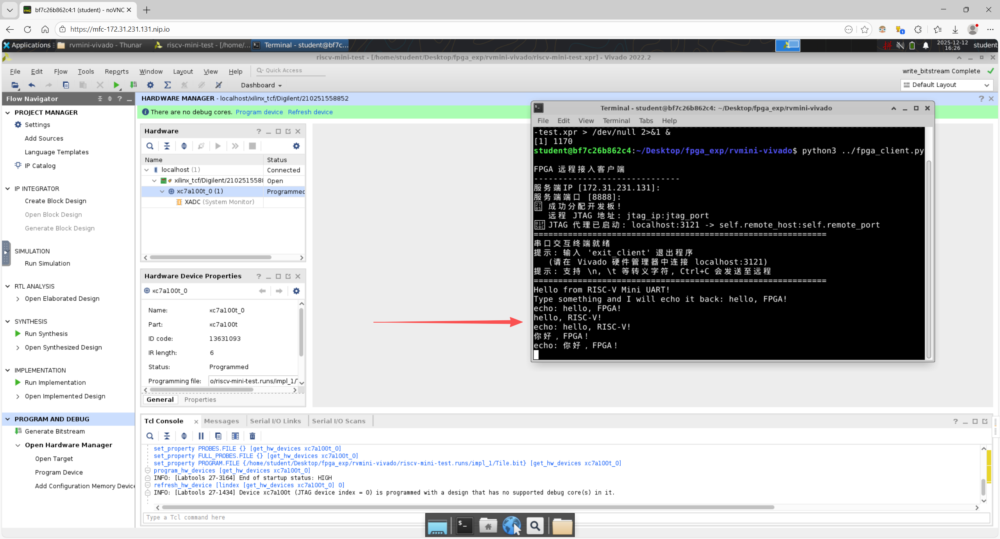 bf7c26b862c4:1 (student) - noVNC
https://mfc-172.31.231.131.nip.io
Applications
rvmini-vivado - Thunar
riscv-mini-test - [/home/...
Terminal - student@bf7c...
拼
2025-12-12
16:26
student
riscv-mini-test - [/home/student/Desktop/fpga_exp/rvmini-vivado/riscv-mini-test.xpr] - Vivado 2022.2
File Edit Flow Tools Reports Window Layout View Help
Quick Access
write_bitstream Complete
Dashboard
Default Layout
Flow Navigator
HARDWARE MANAGER - localhost/xilinx_tcf/Digilent/210251558852
There are no debug cores. Program device Refresh device
PROJECT MANAGER
Settings
Add Sources
Language Templates
IP Catalog
IP INTEGRATOR
Create Block Design
Open Block Design
Generate Block Design
SIMULATION
Run Simulation
RTL ANALYSIS
Open Elaborated Design
SYNTHESIS
Run Synthesis
Open Synthesized Design
IMPLEMENTATION
Run Implementation
Open Implemented Design
PROGRAM AND DEBUG
Generate Bitstream
Open Hardware Manager
Open Target
Program Device
Add Configuration Memory Device
Hardware
Name Status
localhost (1) Connected
xilinx_tcf/Digilent/2102515588 Open
xc7a100t_0 (1) Programmed
XADC (System Monitor)
Hardware Device Properties
xc7a100t_0
Name: xc7a100t_0
Part: xc7a100t
ID code: 13631093
IR length: 6
Status: Programmed
Programming file: o/riscv-mini-test.runs/impl_1/T
General Properties
Terminal - student@bf7c26b862c4: ~/Desktop/fpga_exp/rvmini-vivado
File Edit View Terminal Tabs Help
-test.xpr > /dev/null 2>&1 &
[1] 1170
student@bf7c26b862c4:~/Desktop/fpga_exp/rvmini-vivado$ python3 ../fpga_client.py
FPGA 远程接入客户端
------------------------------
服务端IP [172.31.231.131]:
服务端端口 [8888]:
成功分配开发板!
远程 JTAG 地址: jtag_ip:jtag_port
JTAG 代理已启动: localhost:3121 -> self.remote_host:self.remote_port
============================================================
串口交互终端就绪
提示: 输入 'exit_client' 退出程序
(请在 Vivado 硬件管理器中连接 localhost:3121)
提示: 支持 \n, \t 等转义字符, Ctrl+C 会发送至远程
============================================================
Hello from RISC-V Mini UART!
Type something and I will echo it back: hello, FPGA!
echo: hello, FPGA!
hello, RISC-V!
echo: hello, RISC-V!
你好，FPGA！
echo: 你好，FPGA！
Tcl Console Messages Serial I/O Links Serial I/O Scans
set_property PROBES.FILE {} [get_hw_devices xc7a100t_0]
set_property FULL_PROBES.FILE {} [get_hw_devices xc7a100t_0]
set_property PROGRAM.FILE {/home/student/Desktop/fpga_exp/rvmini-vivado/riscv-mini-test.runs/impl_1/Tile.bit} [get_hw_devices xc7a100t_0]
program_hw_devices [get_hw_devices xc7a100t_0]
INFO: [Labtools 27-3164] End of startup status: HIGH
refresh_hw_device [lindex [get_hw_devices xc7a100t_0] 0]
INFO: [Labtools 27-1434] Device xc7a100t (JTAG device index = 0) is programmed with a design that has no supported debug core(s) in it.
Type a Tcl command here